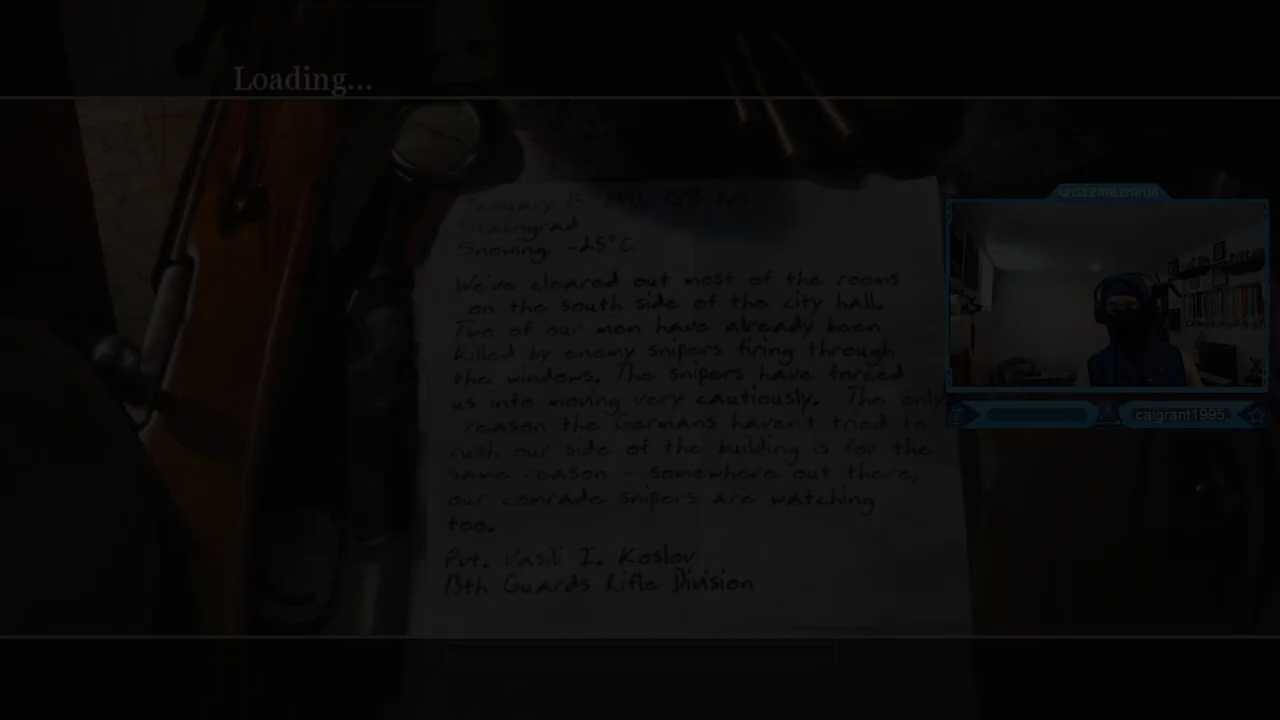 Loading...
January 15, 1943, 1545 hrs
Stalingrad
Snowing -25°C
We've cleared out most of the rooms
on the south side of the city hall.
Two of our men have already been
killed by enemy snipers firing through
the windows. The snipers have forced
us into moving very cautiously. The only
reason the Germans haven't tried to
rush our side of the building is for the
same reason - somewhere out there,
our comrade snipers are watching
too.
Pvt. Vasili I. Koslov
13th Guards Rifle Division
caigrant1995